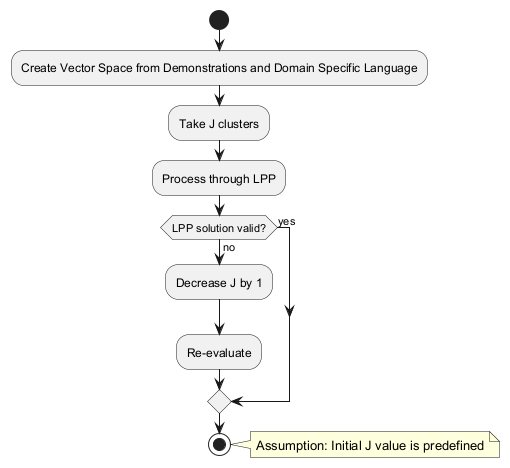 Create Vector Space from Demonstrations and Domain Specific Language
Take J clusters
Process through LPP
LPP solution valid?
yes
no
Decrease J by 1
Re-evaluate
Assumption: Initial J value is predefined